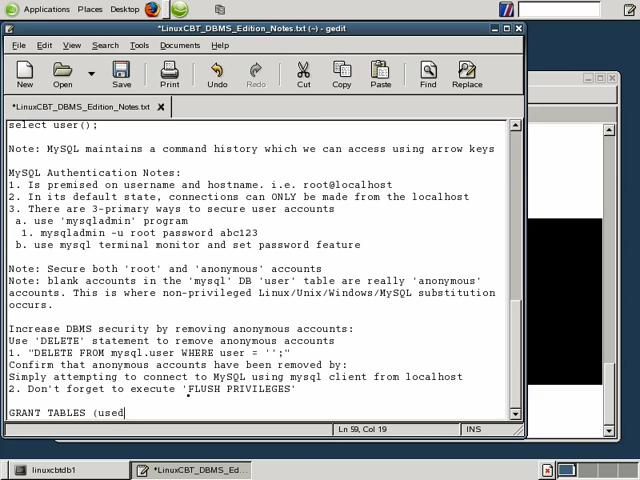 Applications
Places
Desktop
*LinuxCBT_DBMS_Edition_Notes.txt (~) - gedit
File Edit View Search Tools Documents Help
New Open Save Print Undo Redo Cut Copy Paste Find Replace
*LinuxCBT_DBMS_Edition_Notes.txt
select user();
Note: MySQL maintains a command history which we can access using arrow keys
MySQL Authentication Notes:
1. Is premised on username and hostname. i.e. root@localhost
2. In its default state, connections can ONLY be made from the localhost
3. There are 3-primary ways to secure user accounts
a. use 'mysqladmin' program
1. mysqladmin -u root password abc123
b. use mysql terminal monitor and set password feature
Note: Secure both 'root' and 'anonymous' accounts
Note: blank accounts in the 'mysql' DB 'user' table are really 'anonymous'
accounts. This is where non-privileged Linux/Unix/Windows/MySQL substitution
occurs.
Increase DBMS security by removing anonymous accounts:
Use 'DELETE' statement to remove anonymous accounts
1. "DELETE FROM mysql.user WHERE user = '';"
Confirm that anonymous accounts have been removed by:
Simply attempting to connect to MySQL using mysql client from localhost
2. Don't forget to execute 'FLUSH PRIVILEGES'
GRANT TABLES (used
Ln 59, Col 19 INS
linuxcbtdb1
*LinuxCBT_DBMS_Ed...